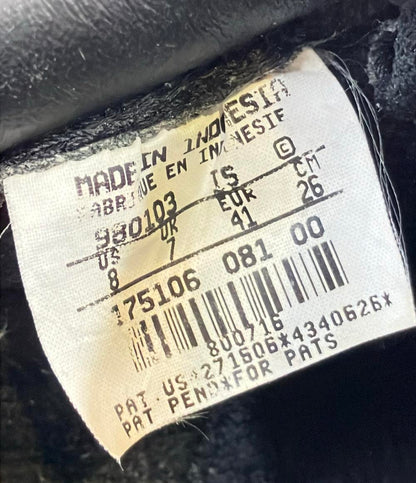 MADE IN INDONESIA
FABRIQUE EN INDONESIE
980103 IS ©
US UK EUR CM
8 7 41 26
175106 081 00
800716
PAT.US*271606*4340626*
PAT PEND*FOR PATS